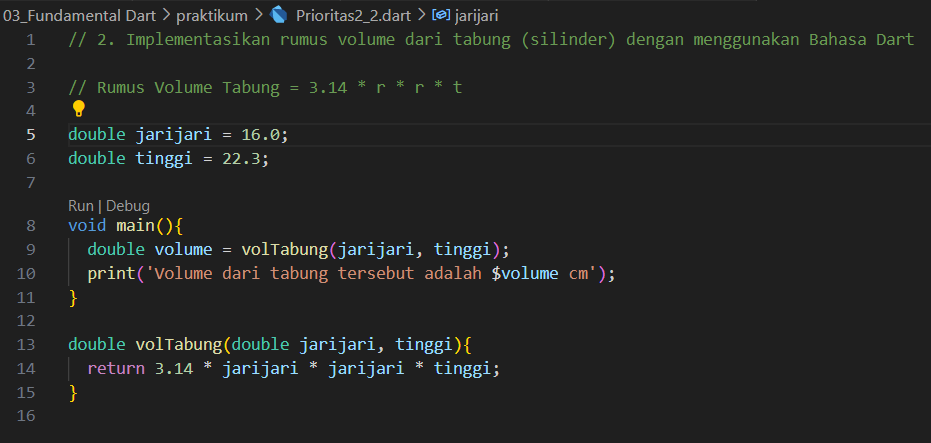 03_Fundamental Dart > praktikum > Prioritas2_2.dart > jarijari
1 // 2. Implementasikan rumus volume dari tabung (silinder) dengan menggunakan Bahasa Dart
2
3 // Rumus Volume Tabung = 3.14 * r * r * t
4
5 double jarijari = 16.0;
6 double tinggi = 22.3;
7
Run | Debug
8 void main(){
9   double volume = volTabung(jarijari, tinggi);
10   print('Volume dari tabung tersebut adalah $volume cm');
11 }
12
13 double volTabung(double jarijari, tinggi){
14   return 3.14 * jarijari * jarijari * tinggi;
15 }
16